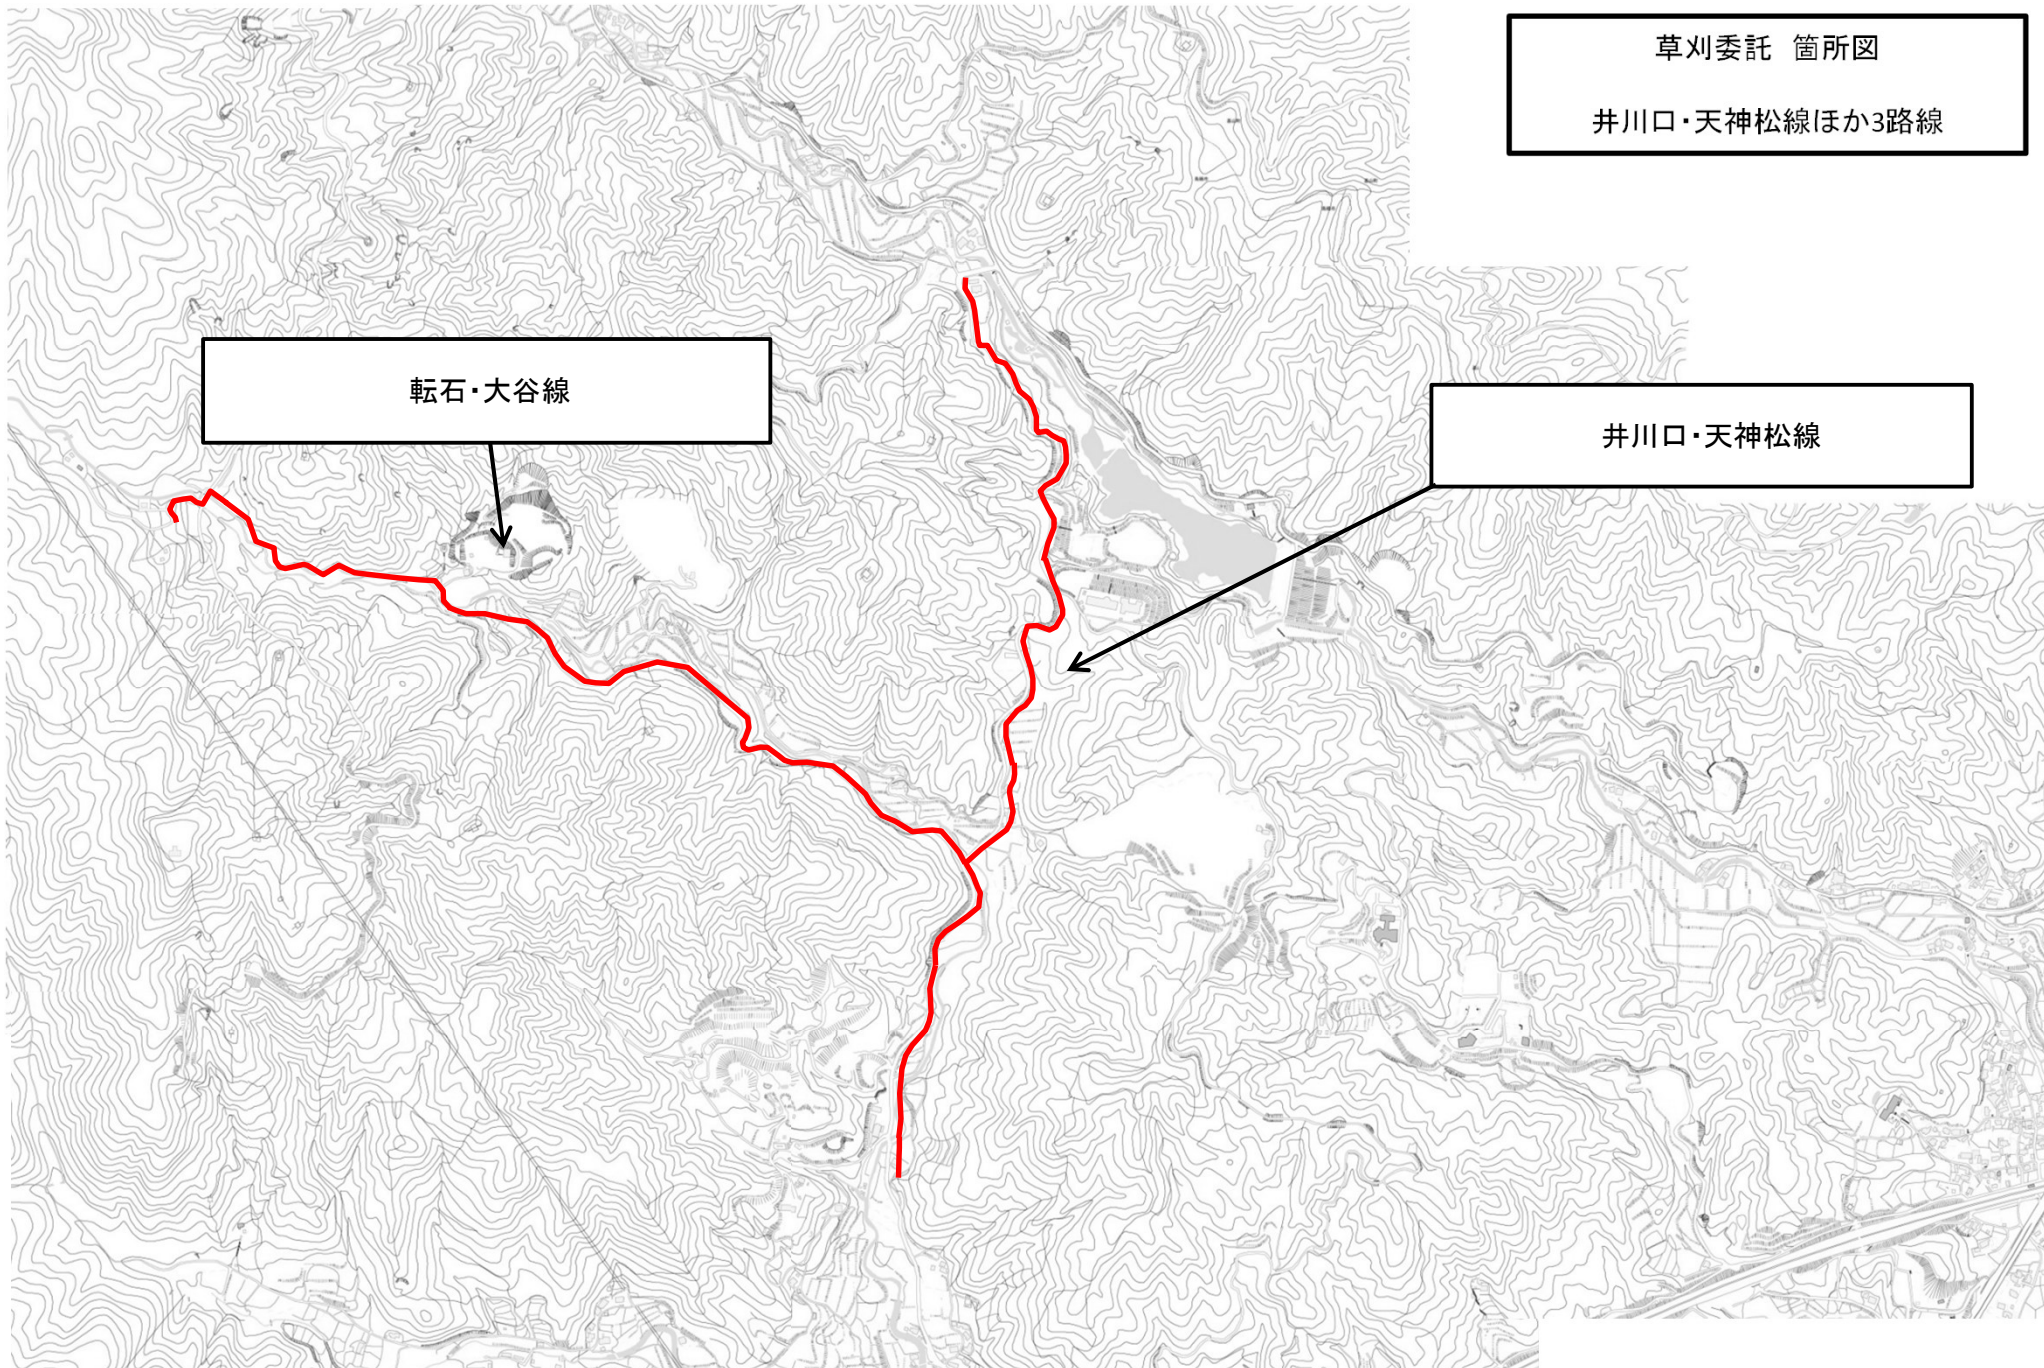 草刈委託　箇所図
井川口・天神松線ほか3路線
転石・大谷線
井川口・天神松線